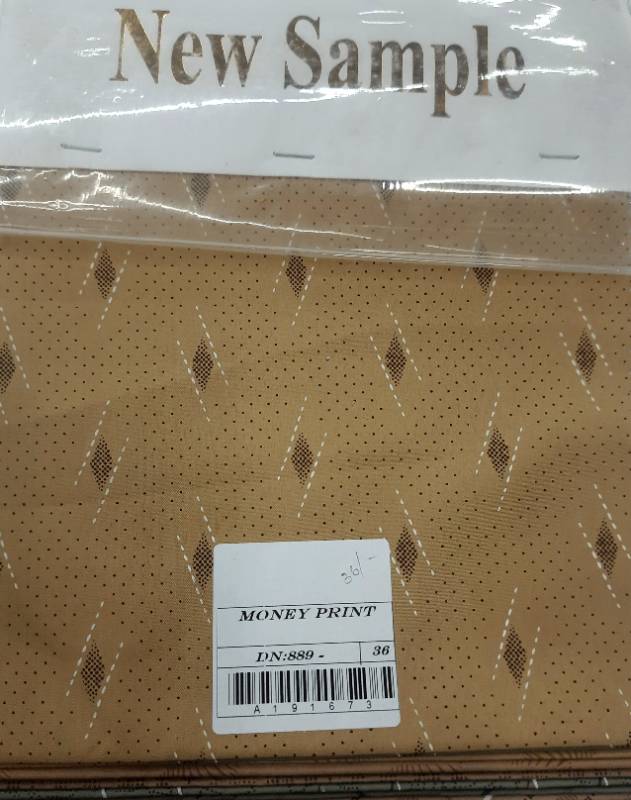 New Sample
36/-
MONEY PRINT
DN:889 - 36
A191673